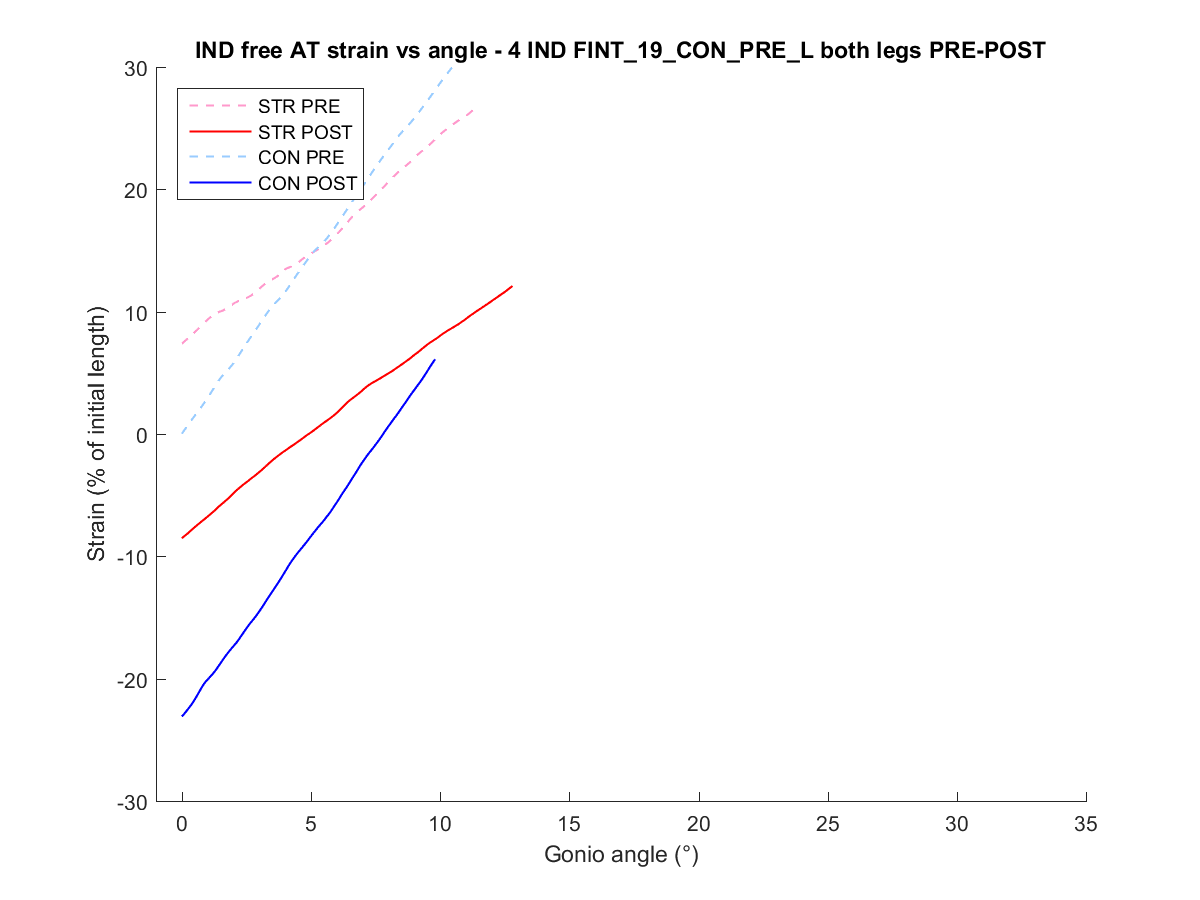 IND free AT strain vs angle - 4 IND FINT_19_CON_PRE_L both legs PRE-POST
STR PRE
STR POST
CON PRE
CON POST
30
20
10
0
-10
-20
-30
Strain (% of initial length)
0 5 10 15 20 25 30 35
Gonio angle (°)